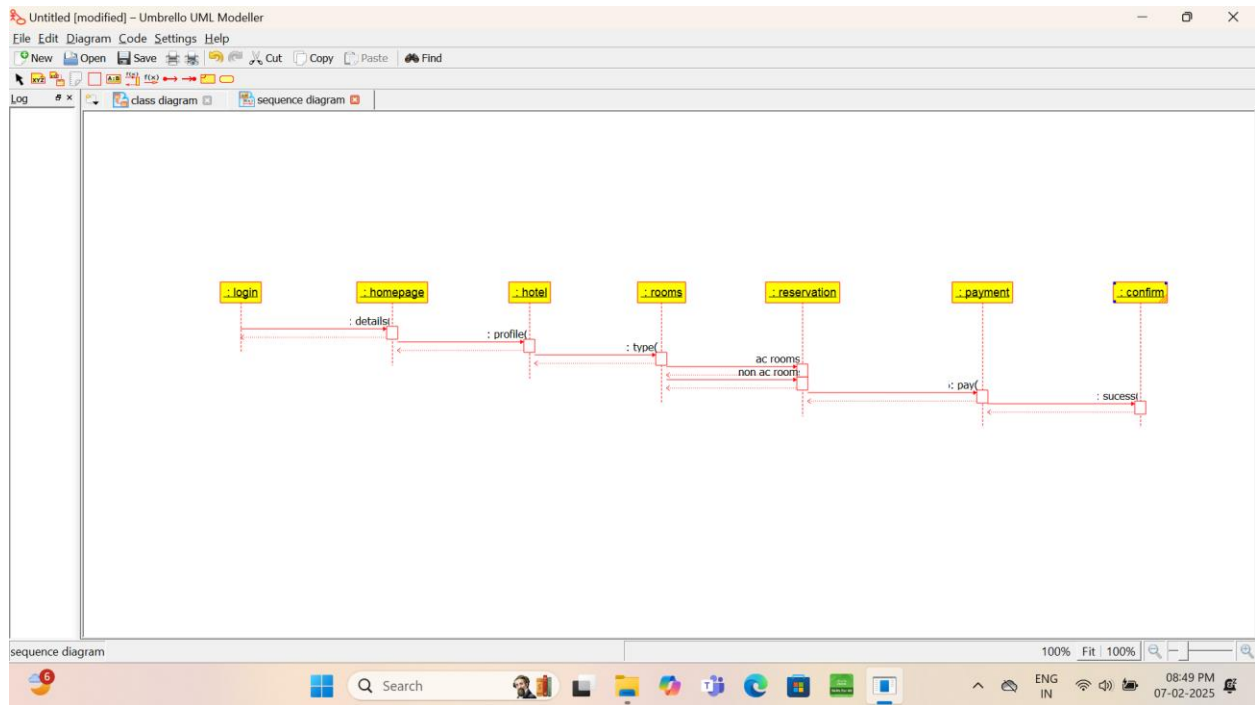 Untitled [modified] – Umbrello UML Modeller
File Edit Diagram Code Settings Help
New Open Save Cut Copy Paste Find
Log class diagram sequence diagram
: login : homepage : hotel : rooms : reservation : payment : confirm
: details(
: profile(
: type(
ac rooms
non ac room
: pay(
: sucess(
sequence diagram 100% Fit 100%
6 Search ENG IN 08:49 PM 07-02-2025